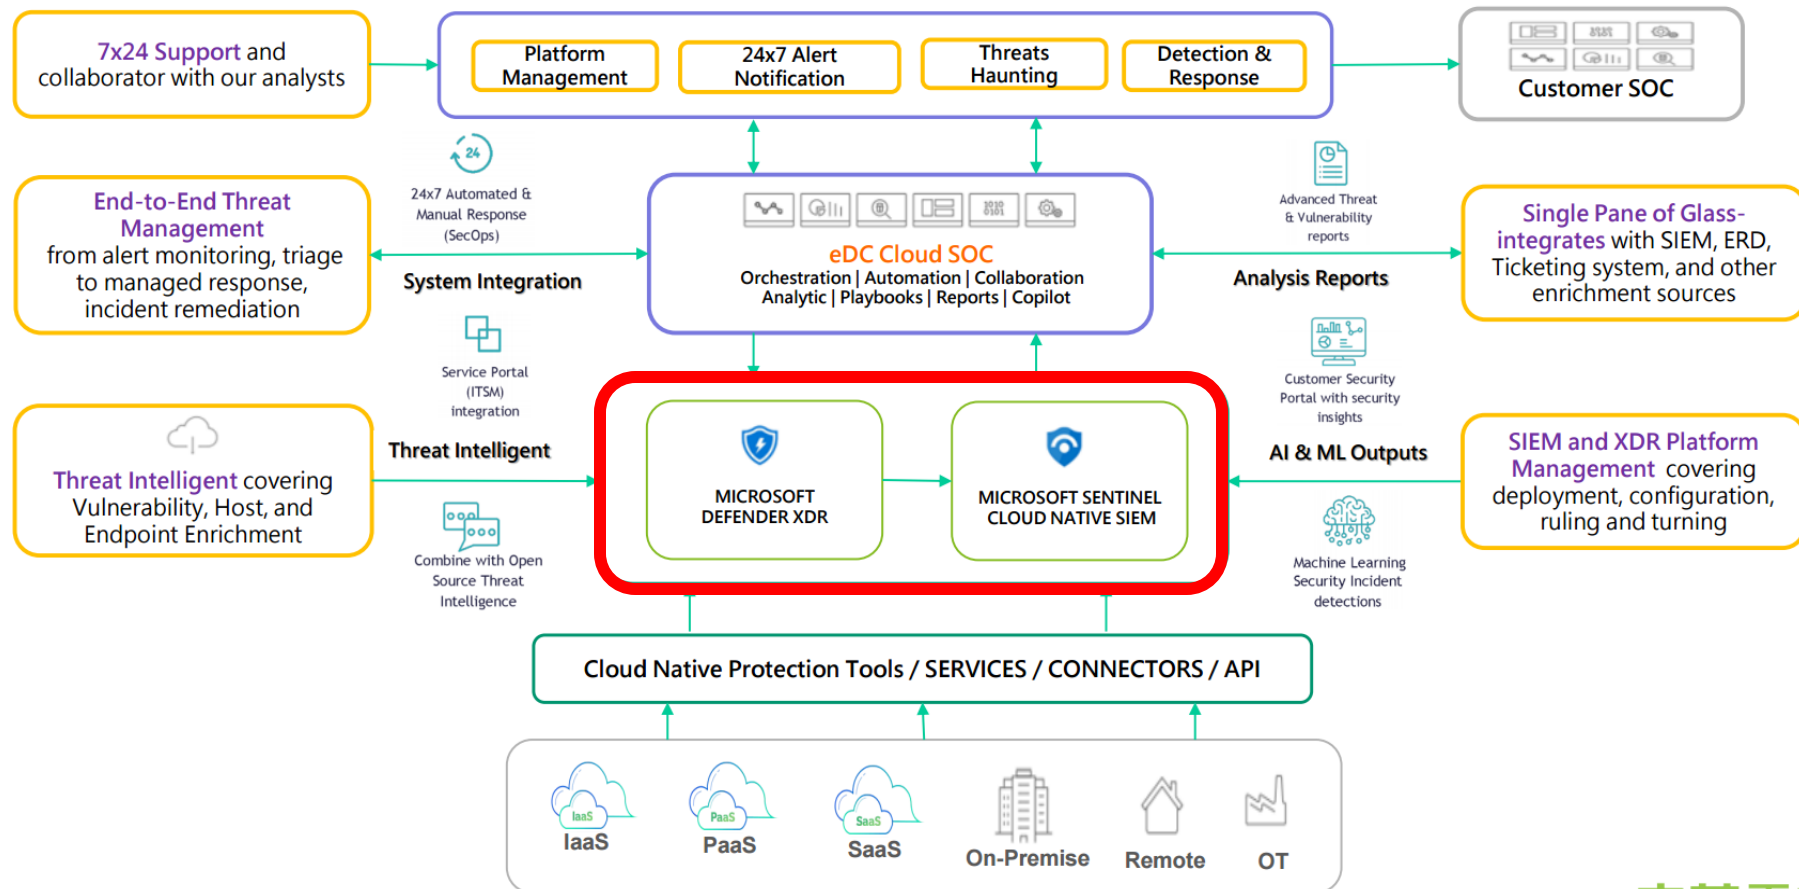 7x24 Support and
collaborator with our analysts
Platform
Management
24x7 Alert
Notification
Threats
Haunting
Detection &
Response
Customer SOC
24
24x7 Automated &
Manual Response
(SecOps)
System Integration
End-to-End Threat
Management
from alert monitoring, triage
to managed response,
incident remediation
eDC Cloud SOC
Orchestration | Automation | Collaboration
Analytic | Playbooks | Reports | Copilot
Advanced Threat
& Vulnerability
reports
Analysis Reports
Single Pane of Glass-
integrates with SIEM, ERD,
Ticketing system, and other
enrichment sources
Service Portal
(ITSM)
integration
Threat Intelligent
Customer Security
Portal with security
insights
AI & ML Outputs
Threat Intelligent covering
Vulnerability, Host, and
Endpoint Enrichment
Combine with Open
Source Threat
Intelligence
MICROSOFT
DEFENDER XDR
MICROSOFT SENTINEL
CLOUD NATIVE SIEM
Machine Learning
Security Incident
detections
SIEM and XDR Platform
Management covering
deployment, configuration,
ruling and turning
Cloud Native Protection Tools / SERVICES / CONNECTORS / API
IaaS
IaaS
PaaS
PaaS
SaaS
SaaS
On-Premise
Remote
OT